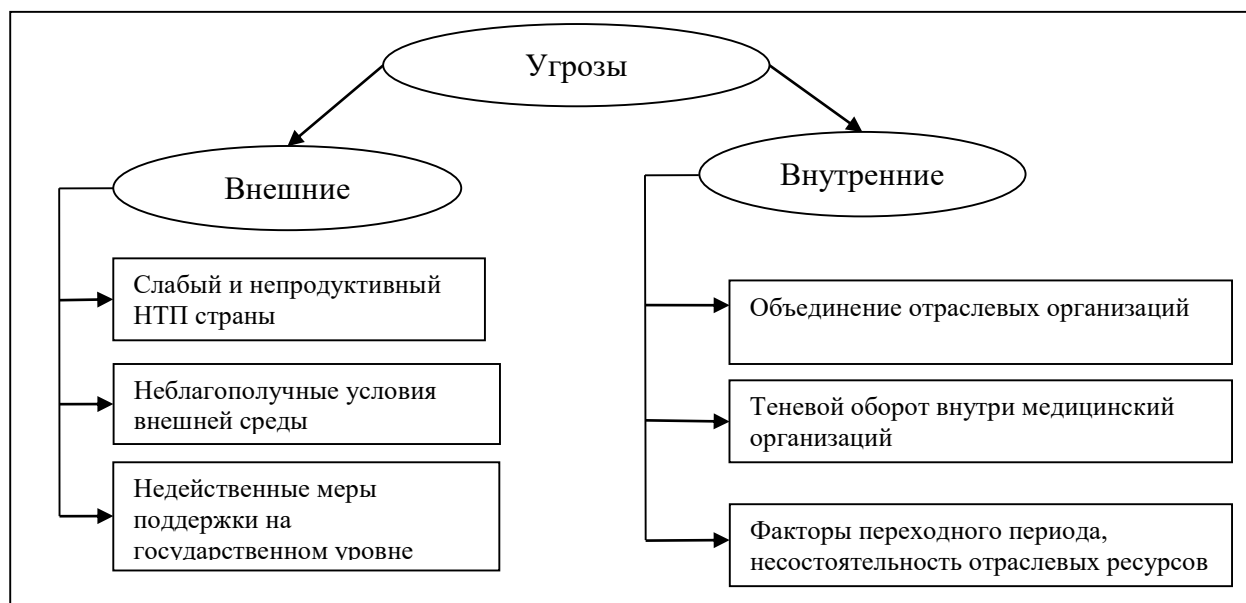 Угрозы
Внешние
Слабый и непродуктивный
НТП страны
Неблагополучные условия
внешней среды
Недейственные меры
поддержки на
государственном уровне
Внутренние
Объединение отраслевых организаций
Теневой оборот внутри медицинский
организаций
Факторы переходного периода,
несостоятельность отраслевых ресурсов